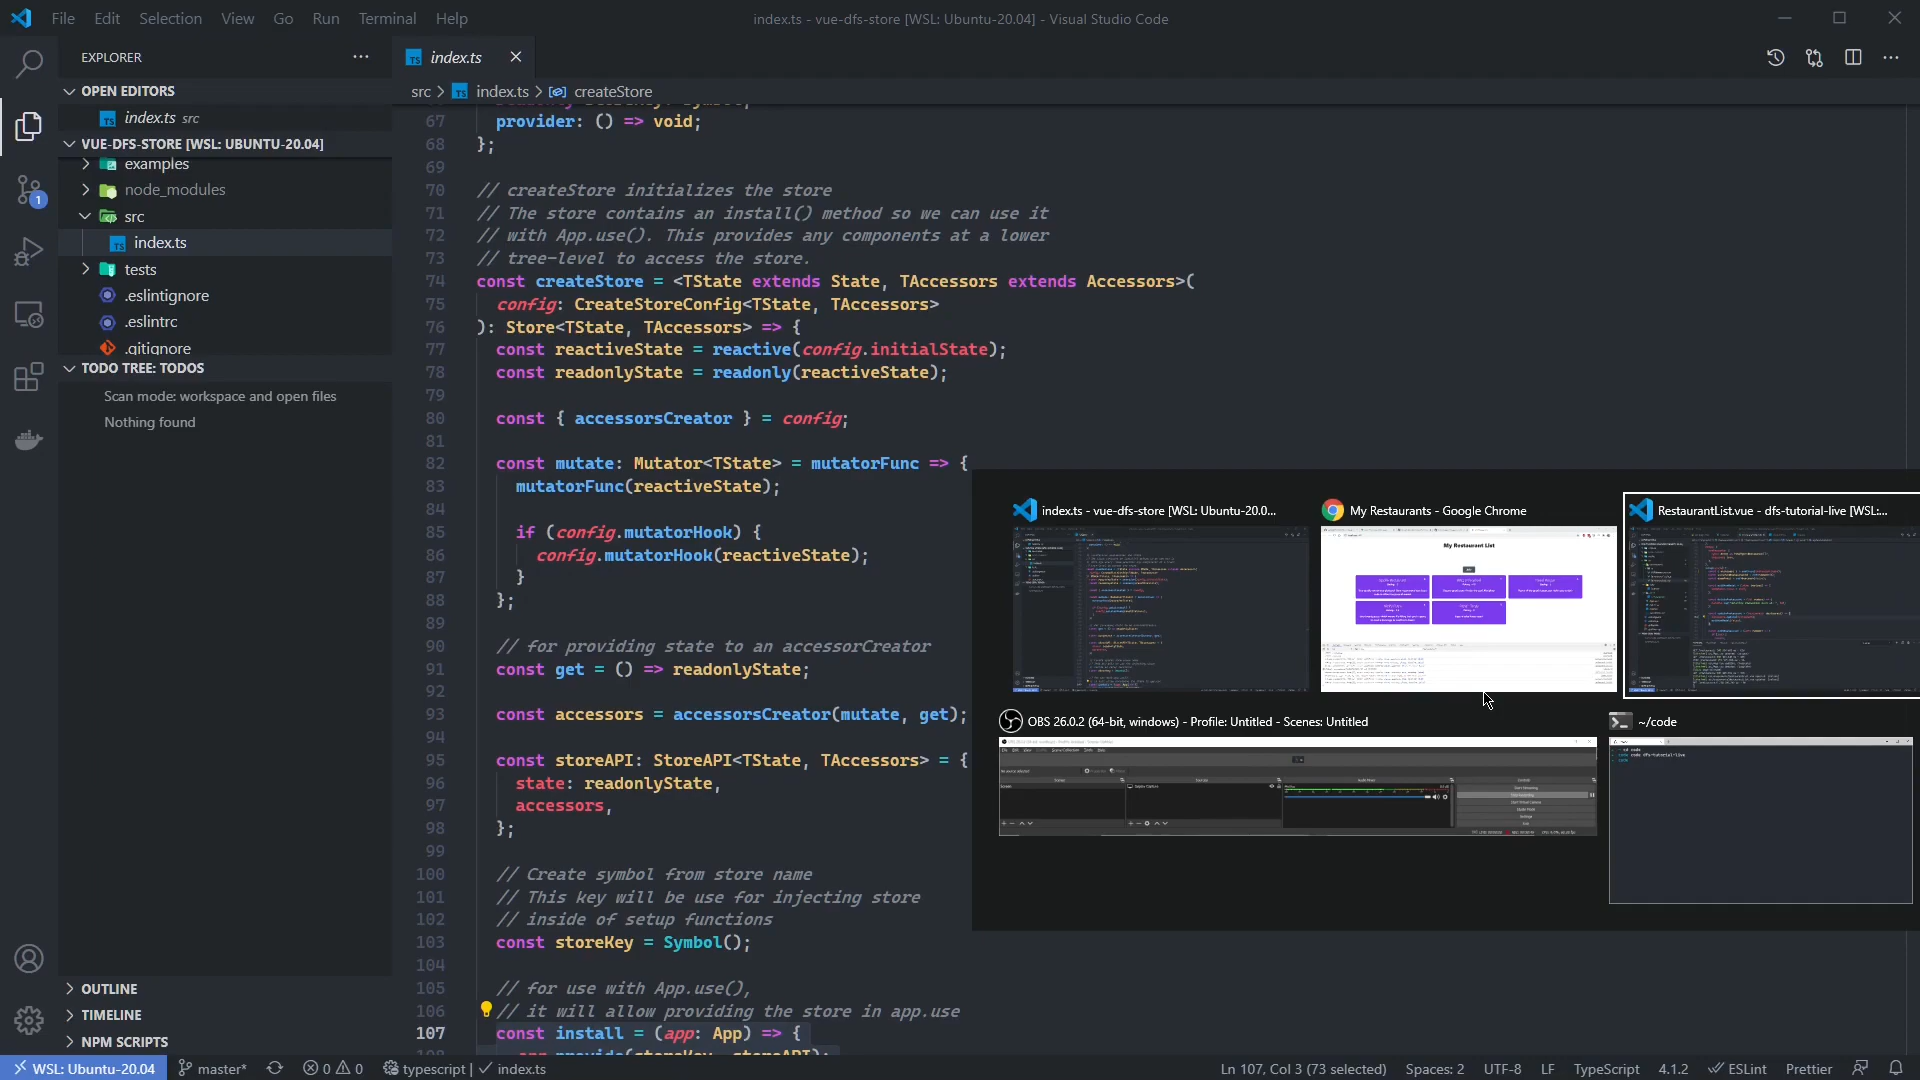 File Edit Selection View Go Run Terminal Help
index.ts - vue-dfs-store [WSL: Ubuntu-20.04] - Visual Studio Code
EXPLORER
OPEN EDITORS
index.ts src
VUE-DFS-STORE [WSL: UBUNTU-20.04]
examples
node_modules
src
index.ts
tests
.eslintignore
.eslintrc
.gitignore
TODO TREE: TODOS
Scan mode: workspace and open files
Nothing found
OUTLINE
TIMELINE
NPM SCRIPTS
1
index.ts
src > index.ts > createStore
67 provider: () => void;
68 };
69
70 // createStore initializes the store
71 // The store contains an install() method so we can use it
72 // with App.use(). This provides any components at a lower
73 // tree-level to access the store.
74 const createStore = <TState extends State, TAccessors extends Accessors>(
75 config: CreateStoreConfig<TState, TAccessors>
76 ): Store<TState, TAccessors> => {
77 const reactiveState = reactive(config.initialState);
78 const readonlyState = readonly(reactiveState);
79
80 const { accessorsCreator } = config;
81
82 const mutate: Mutator<TState> = mutatorFunc => {
83 mutatorFunc(reactiveState);
84
85 if (config.mutatorHook) {
86 config.mutatorHook(reactiveState);
87 }
88 };
89
90 // for providing state to an accessorCreator
91 const get = () => readonlyState;
92
93 const accessors = accessorsCreator(mutate, get);
94
95 const storeAPI: StoreAPI<TState, TAccessors> = {
96 state: readonlyState,
97 accessors,
98 };
99
100 // Create symbol from store name
101 // This key will be use for injecting store
102 // inside of setup functions
103 const storeKey = Symbol();
104
105 // for use with App.use(),
106 // it will allow providing the store in app.use
107 const install = (app: App) => {
108 app.provide(storeKey, storeAPI);
index.ts - vue-dfs-store [WSL: Ubuntu-20.0...
My Restaurants - Google Chrome
RestaurantList.vue - dfs-tutorial-live [WSL:...
My Restaurant List
OBS 26.0.2 (64-bit, windows) - Profile: Untitled - Scenes: Untitled
~/code
WSL: Ubuntu-20.04 master* 0 0 typescript | index.ts
Ln 107, Col 3 (73 selected) Spaces: 2 UTF-8 LF TypeScript 4.1.2 ESLint Prettier